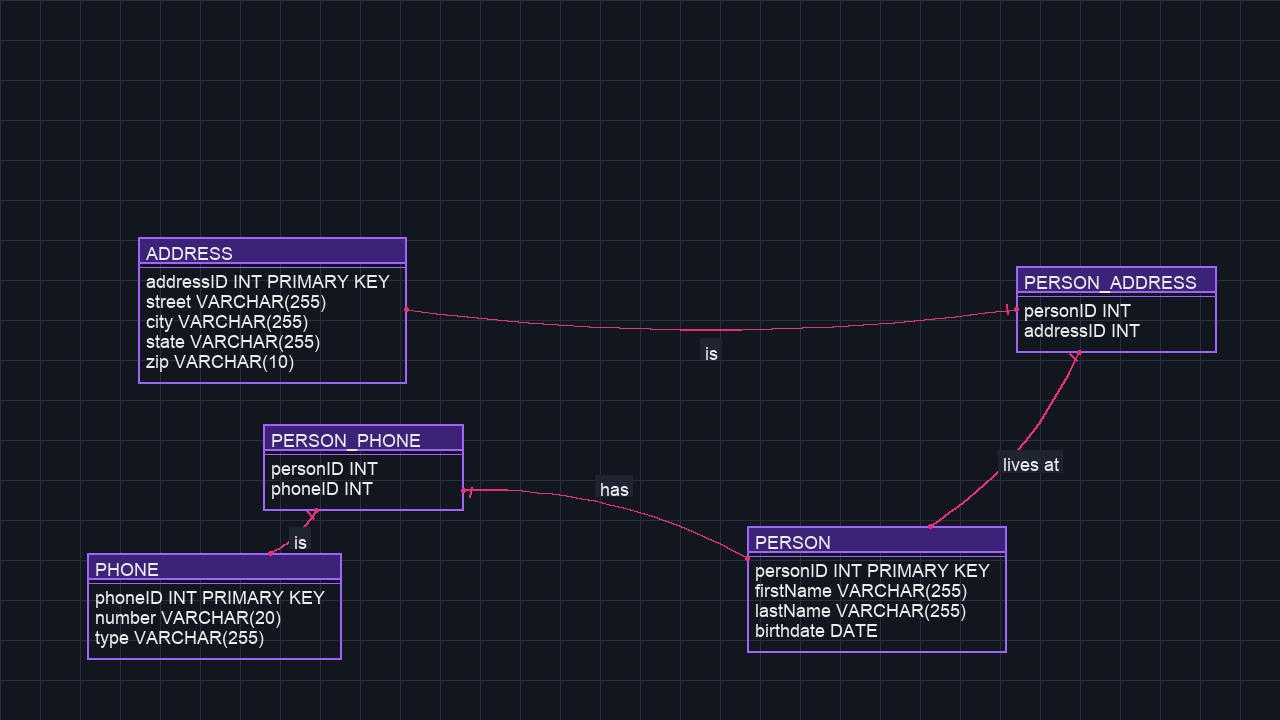 ADDRESS
addressID INT PRIMARY KEY
street VARCHAR(255)
city VARCHAR(255)
state VARCHAR(255)
zip VARCHAR(10)
PERSON_ADDRESS
personID INT
addressID INT
is
PERSON_PHONE
personID INT
phoneID INT
has
lives at
is
PHONE
phoneID INT PRIMARY KEY
number VARCHAR(20)
type VARCHAR(255)
PERSON
personID INT PRIMARY KEY
firstName VARCHAR(255)
lastName VARCHAR(255)
birthdate DATE